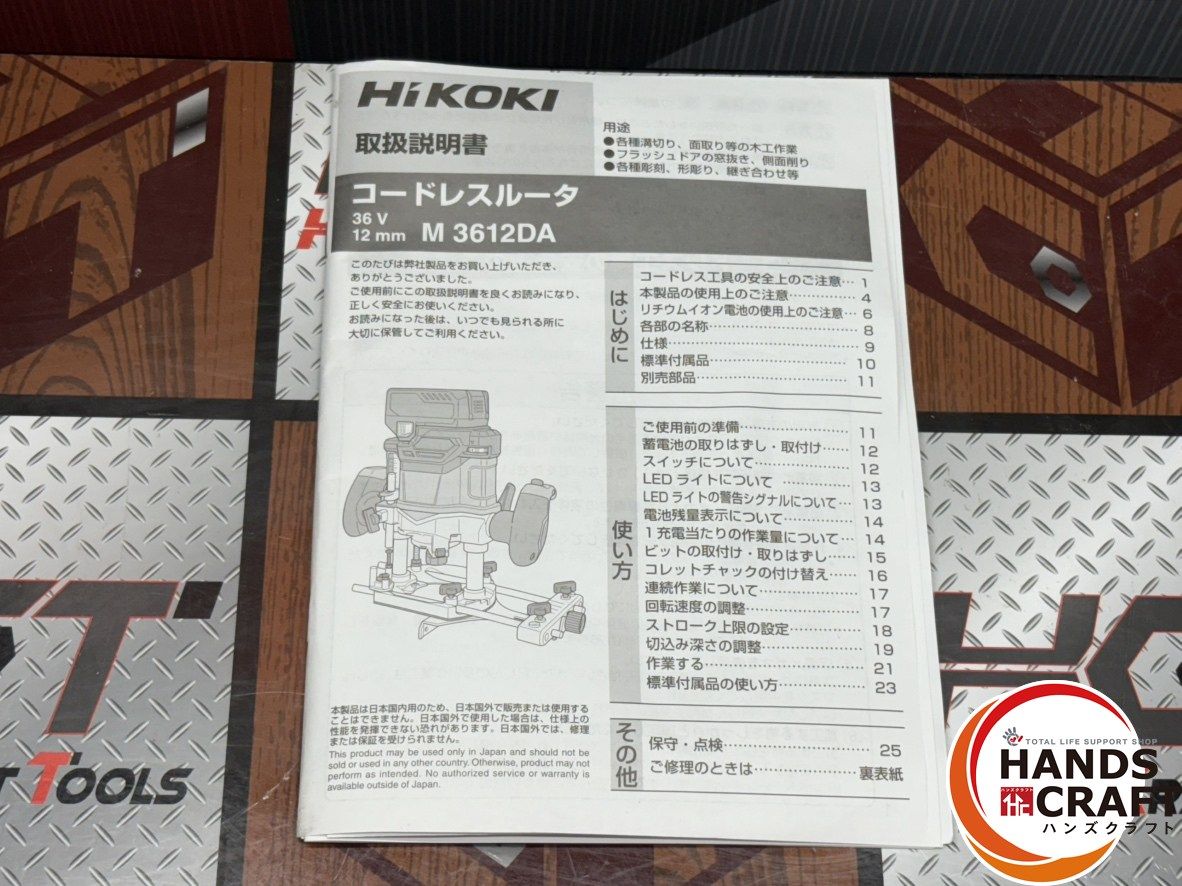 HiKOKI
取扱説明書
用途
●各種溝切り、面取り等の木工作業
●フラッシュドアの窓抜き、側面削り
●各種彫刻、形彫り、継ぎ合わせ等
コードレスルータ
36 V
12 mm M 3612DA
このたびは弊社製品をお買い上げいただき、
ありがとうございました。
ご使用前にこの取扱説明書を良くお読みになり、
正しく安全にお使いください。
お読みになった後は、いつでも見られる所に
大切に保管してご利用ください。
はじめに
コードレス工具の安全上のご注意… 1
本製品の使用上のご注意………… 4
リチウムイオン電池の使用上のご注意… 6
各部の名称……………………… 8
仕様……………………………… 9
標準付属品……………………… 10
別売部品………………………… 11
使い方
ご使用前の準備………………… 11
蓄電池の取りはずし・取付け…… 12
スイッチについて……………… 12
LEDライトについて …………… 13
LEDライトの警告シグナルについて… 13
電池残量表示について………… 14
1充電当たりの作業量について… 14
ビットの取付け・取りはずし…… 15
コレットチャックの付け替え…… 16
連続作業について……………… 17
回転速度の調整………………… 17
ストローク上限の設定………… 18
切込み深さの調整……………… 19
作業する………………………… 21
標準付属品の使い方…………… 23
その他
保守・点検……………………… 25
ご修理のときは………………… 裏表紙
本製品は日本国内用のため、日本国外で販売または使用する
ことはできません。日本国外で使用した場合は、仕様上の
性能を発揮できない恐れがあります。日本国外では、修理
または保証を受けられません。
This product may be used only in Japan and should not be
sold or used in any other country. Otherwise, product may not
perform as intended. No authorized service or warranty is
available outside of Japan.
TOOLS
TOTAL LIFE SUPPORT SHOP
HANDS
ハンズクラフト
CRAFT
ハンズクラフト